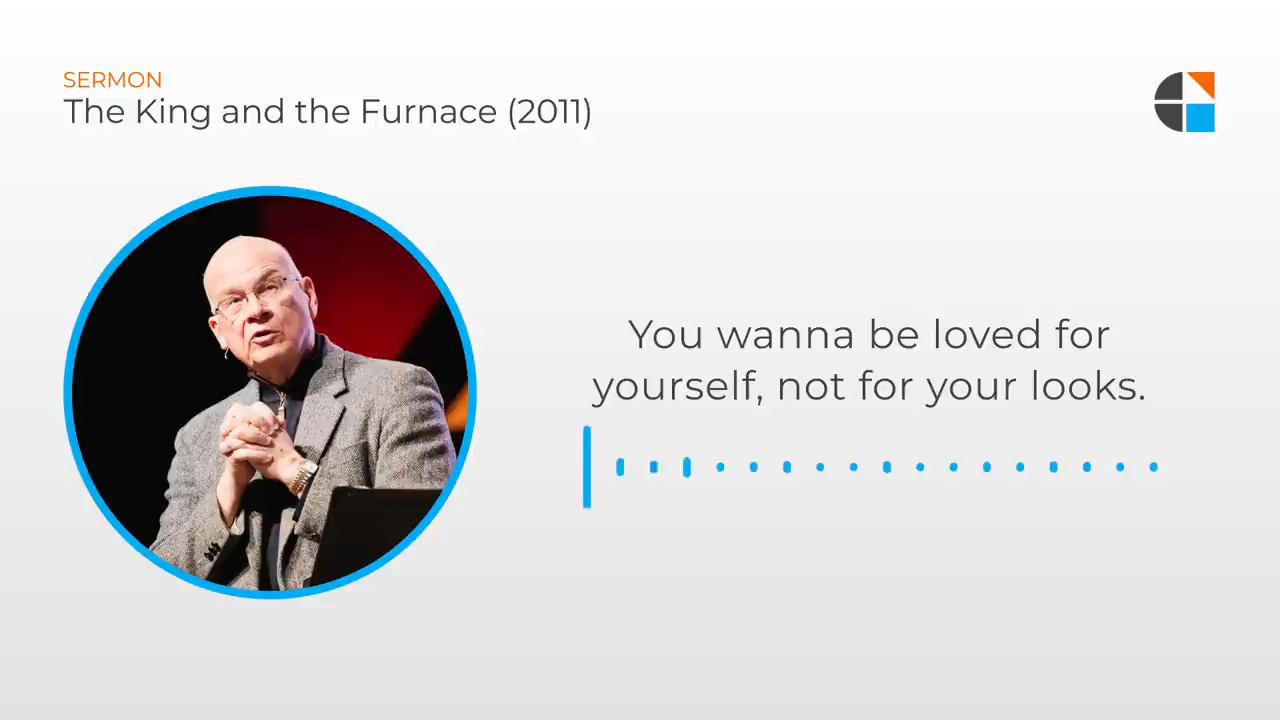 SERMON
The King and the Furnace (2011)
You wanna be loved for
yourself, not for your looks.